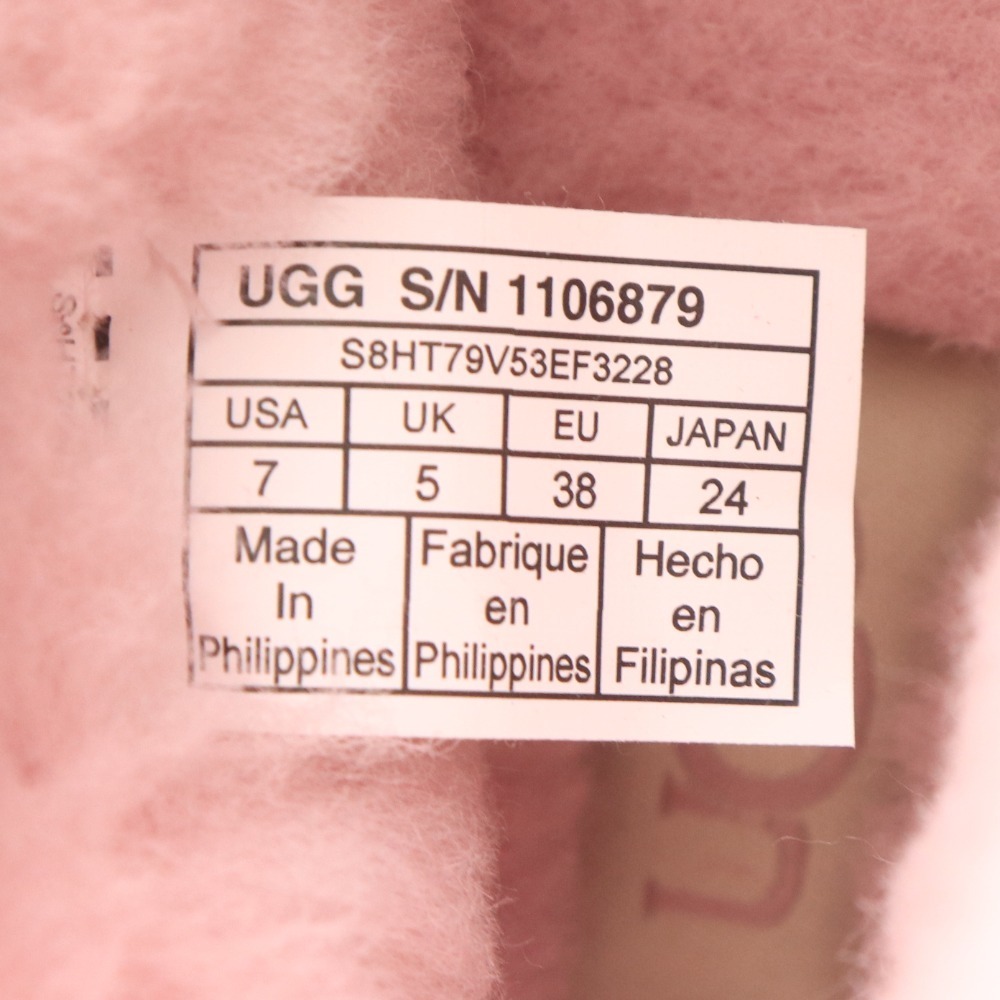 UGG S/N 1106879
S8HT79V53EF3228
USA UK EU JAPAN
7 5 38 24
Made
In
Philippines
Fabrique
en
Philippines
Hecho
en
Filipinas